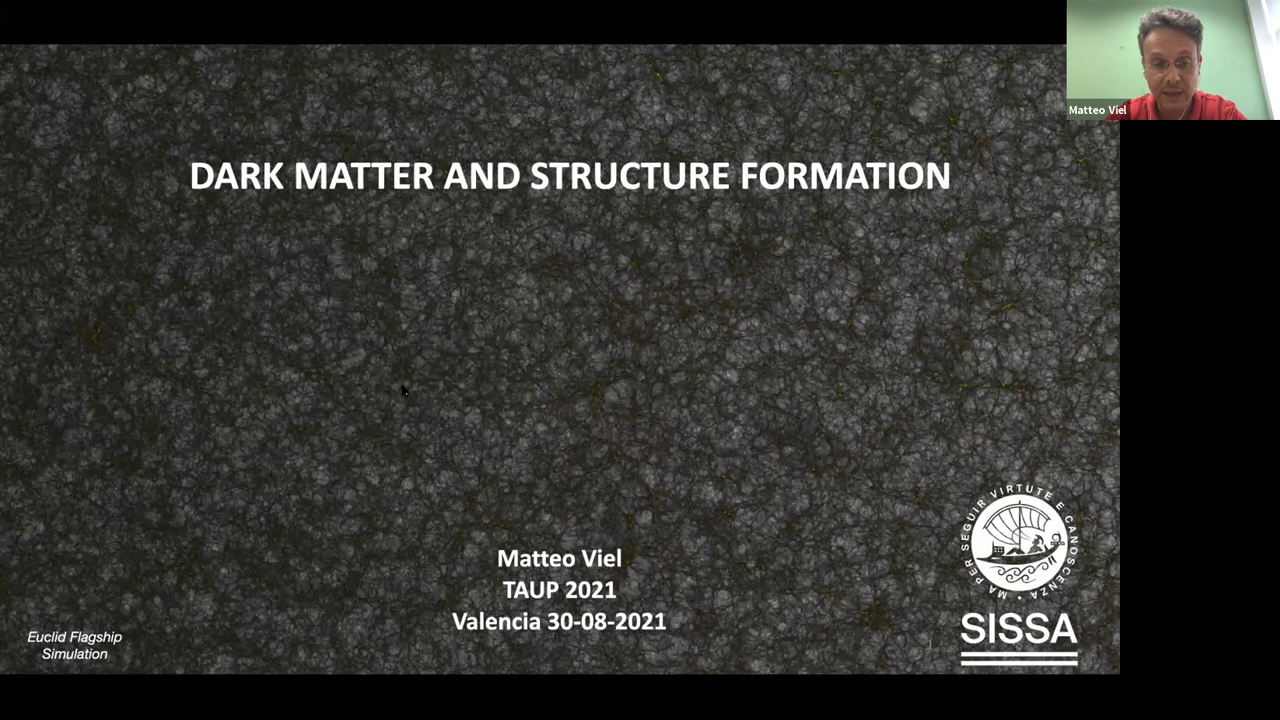 Matteo Viel
DARK MATTER AND STRUCTURE FORMATION
Matteo Viel
TAUP 2021
Valencia 30-08-2021
Euclid Flagship
Simulation
MA PER SEGUIR VIRTUTE E CANOSCENZA
SISSA